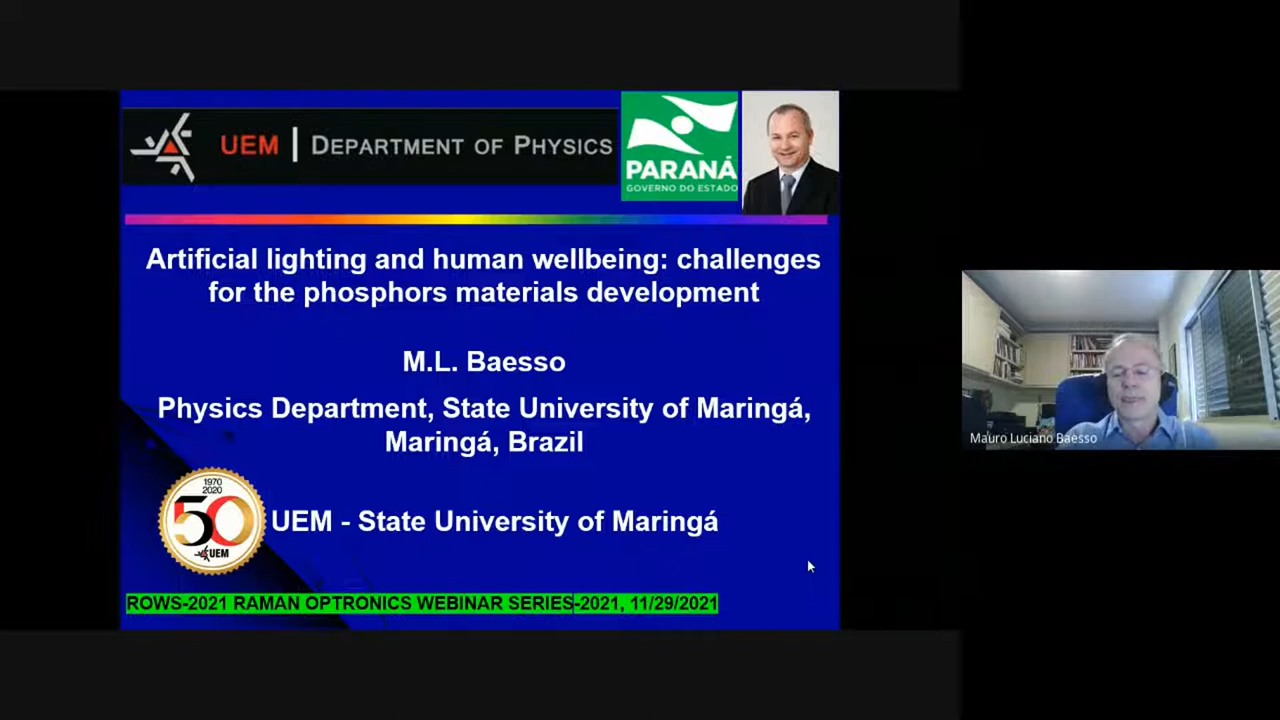 UEM | DEPARTMENT OF PHYSICS
PARANÁ
GOVERNO DO ESTADO
Artificial lighting and human wellbeing: challenges
for the phosphors materials development
M.L. Baesso
Physics Department, State University of Maringá,
Maringá, Brazil
1970
2020
50
UEM
UEM - State University of Maringá
ROWS-2021 RAMAN OPTRONICS WEBINAR SERIES-2021, 11/29/2021
Mauro Luciano Baesso